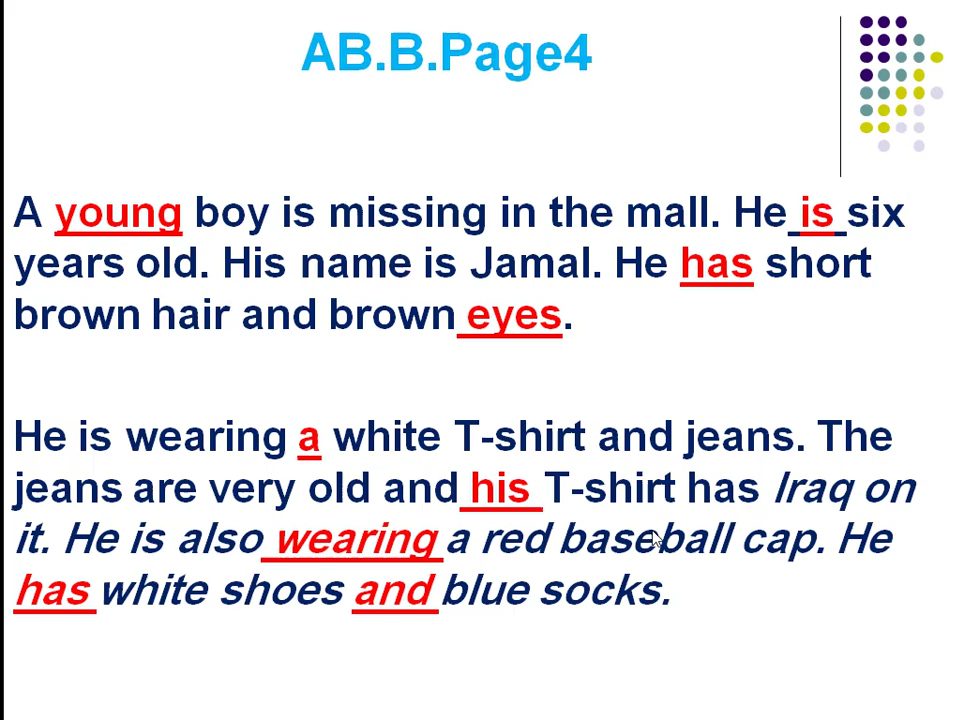 AB.B.Page4
A young boy is missing in the mall. He is six
years old. His name is Jamal. He has short
brown hair and brown eyes.
He is wearing a white T-shirt and jeans. The
jeans are very old and his T-shirt has Iraq on
it. He is also wearing a red baseball cap. He
has white shoes and blue socks.